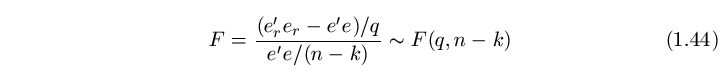 F = \frac{(e_r'e_r - e'e)/q}{e'e/(n-k)} \sim F(q, n-k) (1.44)